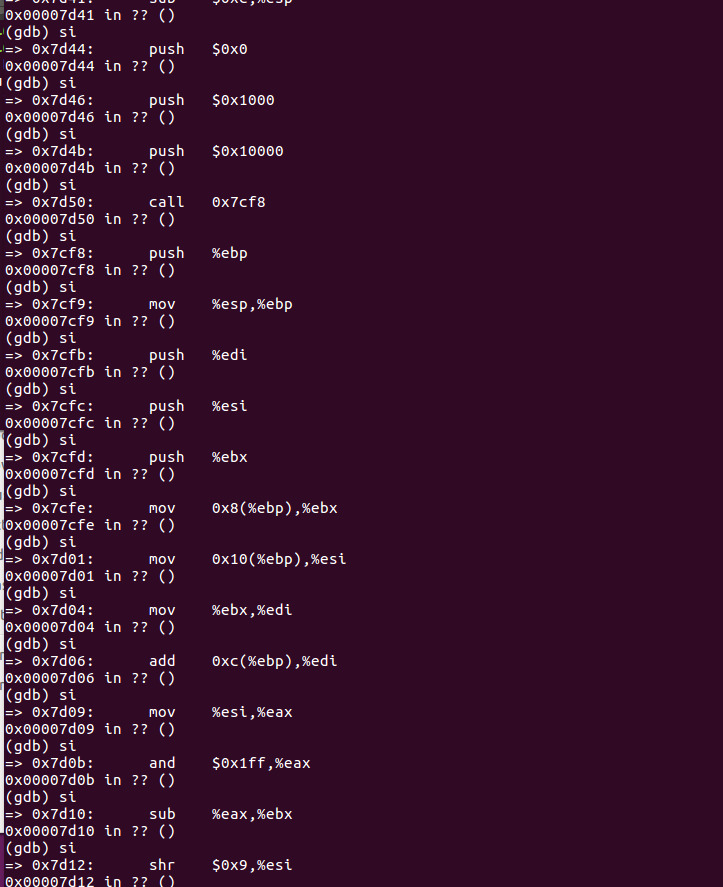 => 0x7d41:      sub    $0xc,%esp
0x00007d41 in ?? ()
(gdb) si
=> 0x7d44:      push   $0x0
0x00007d44 in ?? ()
(gdb) si
=> 0x7d46:      push   $0x1000
0x00007d46 in ?? ()
(gdb) si
=> 0x7d4b:      push   $0x10000
0x00007d4b in ?? ()
(gdb) si
=> 0x7d50:      call   0x7cf8
0x00007d50 in ?? ()
(gdb) si
=> 0x7cf8:      push   %ebp
0x00007cf8 in ?? ()
(gdb) si
=> 0x7cf9:      mov    %esp,%ebp
0x00007cf9 in ?? ()
(gdb) si
=> 0x7cfb:      push   %edi
0x00007cfb in ?? ()
(gdb) si
=> 0x7cfc:      push   %esi
0x00007cfc in ?? ()
(gdb) si
=> 0x7cfd:      push   %ebx
0x00007cfd in ?? ()
(gdb) si
=> 0x7cfe:      mov    0x8(%ebp),%ebx
0x00007cfe in ?? ()
(gdb) si
=> 0x7d01:      mov    0x10(%ebp),%esi
0x00007d01 in ?? ()
(gdb) si
=> 0x7d04:      mov    %ebx,%edi
0x00007d04 in ?? ()
(gdb) si
=> 0x7d06:      add    0xc(%ebp),%edi
0x00007d06 in ?? ()
(gdb) si
=> 0x7d09:      mov    %esi,%eax
0x00007d09 in ?? ()
(gdb) si
=> 0x7d0b:      and    $0x1ff,%eax
0x00007d0b in ?? ()
(gdb) si
=> 0x7d10:      sub    %eax,%ebx
0x00007d10 in ?? ()
(gdb) si
=> 0x7d12:      shr    $0x9,%esi
0x00007d12 in ?? ()